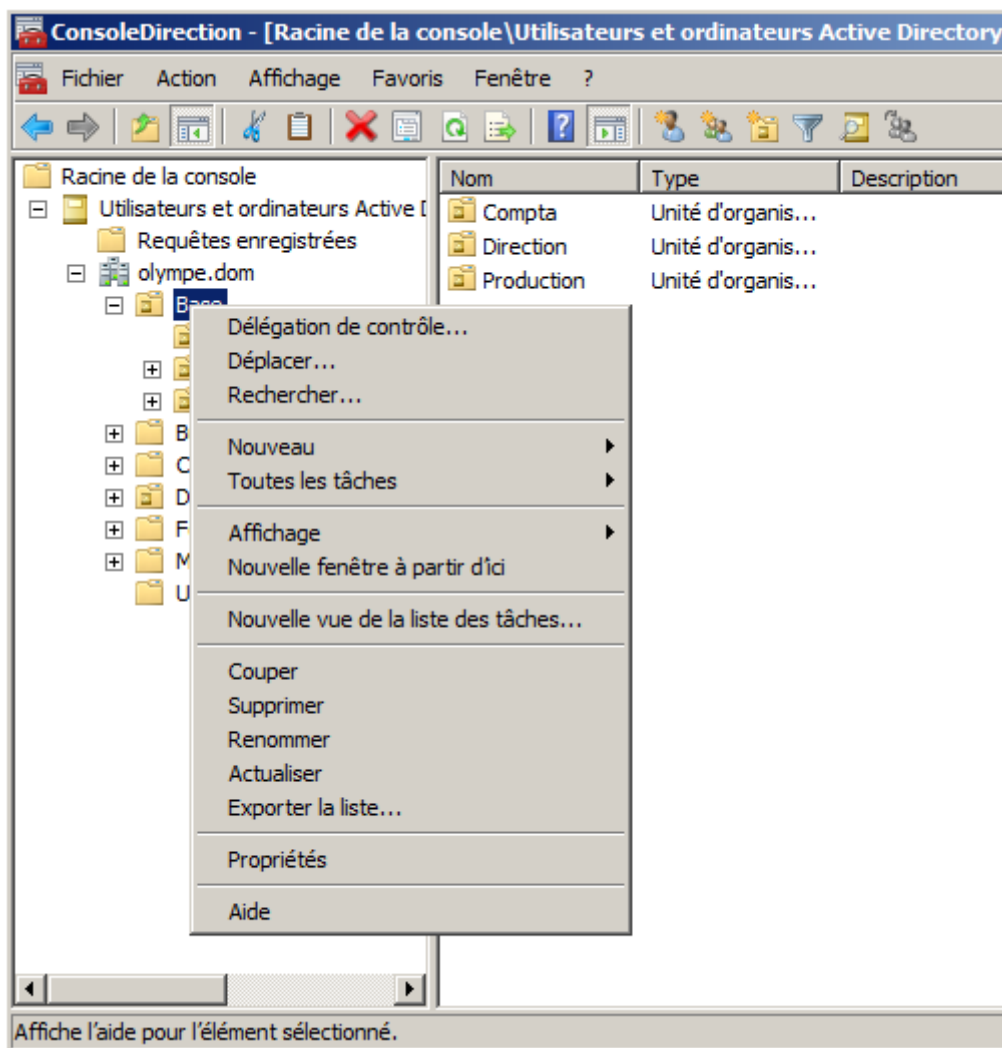 ConsoleDirection - [Racine de la console\Utilisateurs et ordinateurs Active Directory
Fichier Action Affichage Favoris Fenêtre ?
Racine de la console
Utilisateurs et ordinateurs Active
Requêtes enregistrées
olympe.dom
Base
B
C
D
F
M
U
Nom Type Description
Compta Unité d'organis...
Direction Unité d'organis...
Production Unité d'organis...
Délégation de contrôle...
Déplacer...
Rechercher...
Nouveau
Toutes les tâches
Affichage
Nouvelle fenêtre à partir d'ici
Nouvelle vue de la liste des tâches...
Couper
Supprimer
Renommer
Actualiser
Exporter la liste...
Propriétés
Aide
Affiche l'aide pour l'élément sélectionné.